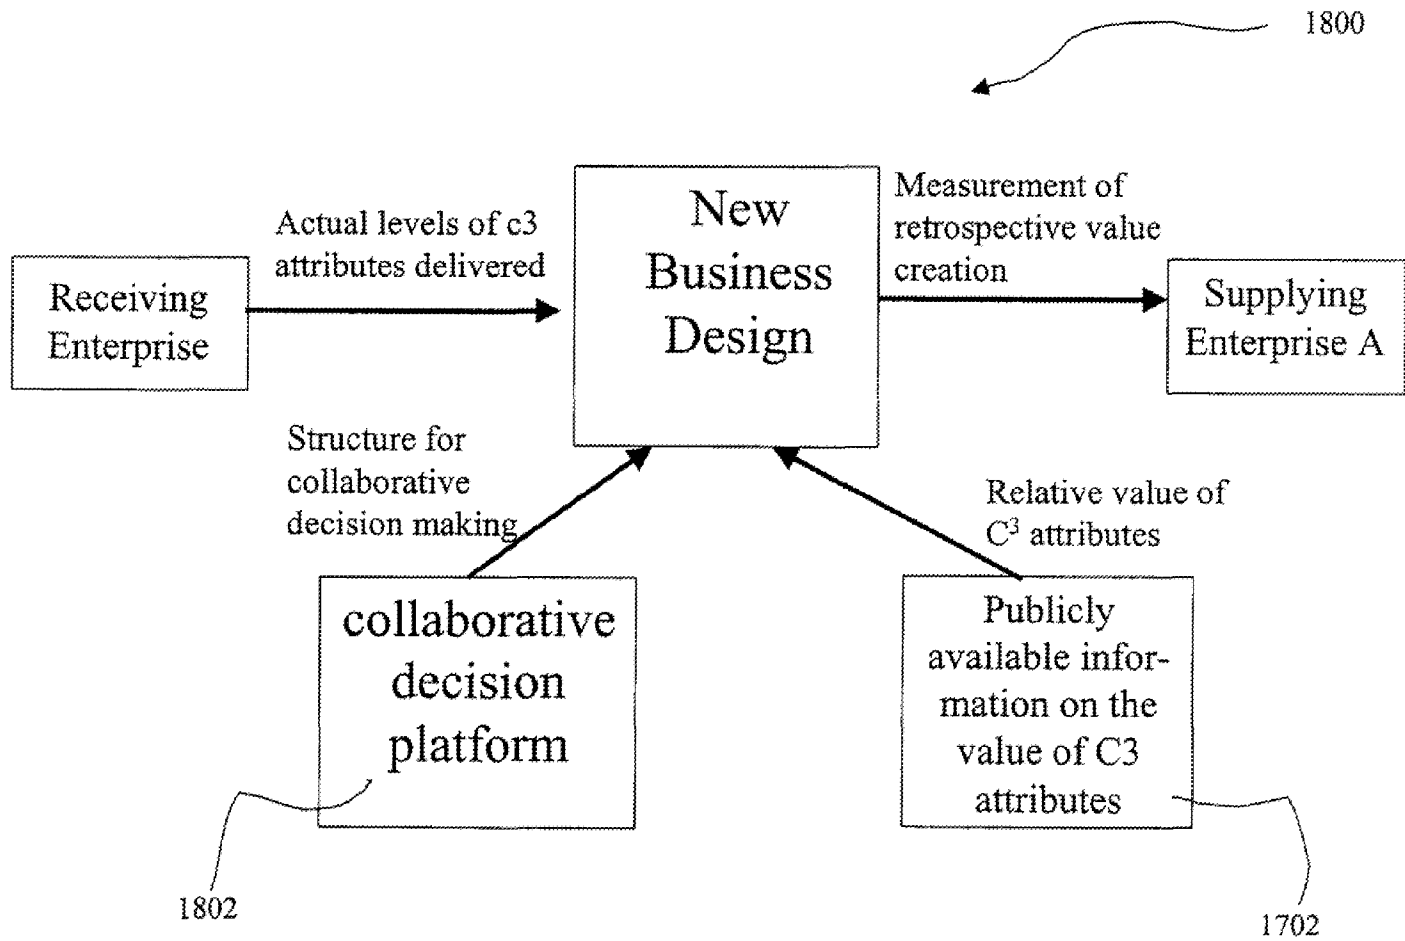 1800
New
Business
Design
Measurement of
retrospective value
creation
Actual levels of c3
attributes delivered
Receiving
Enterprise
Supplying
Enterprise A
Structure for
collaborative
decision making
Relative value of
C³ attributes
collaborative
decision
platform
Publicly
available infor-
mation on the
value of C3
attributes
1802
1702